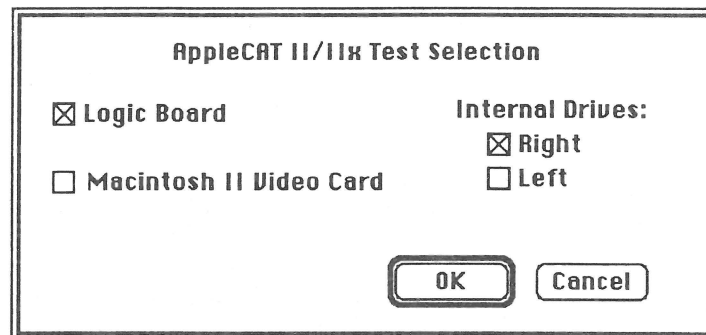 AppleCAT II/IIx Test Selection
Logic Board
Macintosh II Video Card
Internal Drives:
Right
Left
OK
Cancel